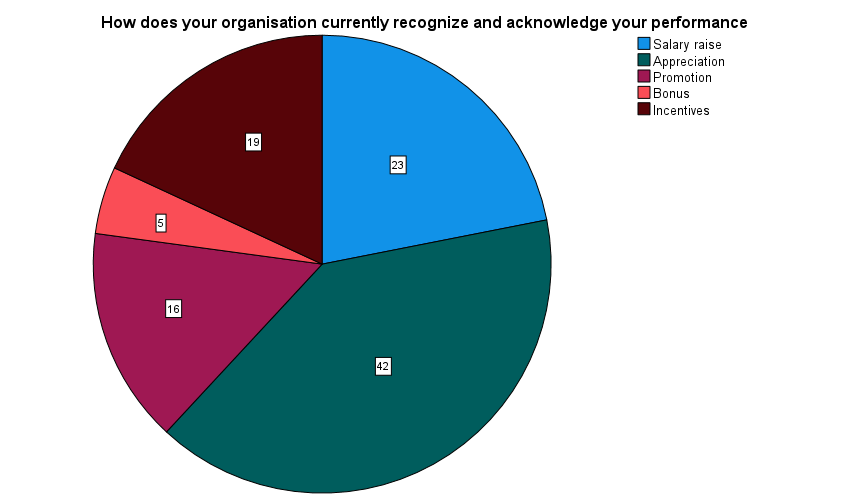 How does your organisation currently recognize and acknowledge your performance
Salary raise
Appreciation
Promotion
Bonus
Incentives
19
23
5
16
42